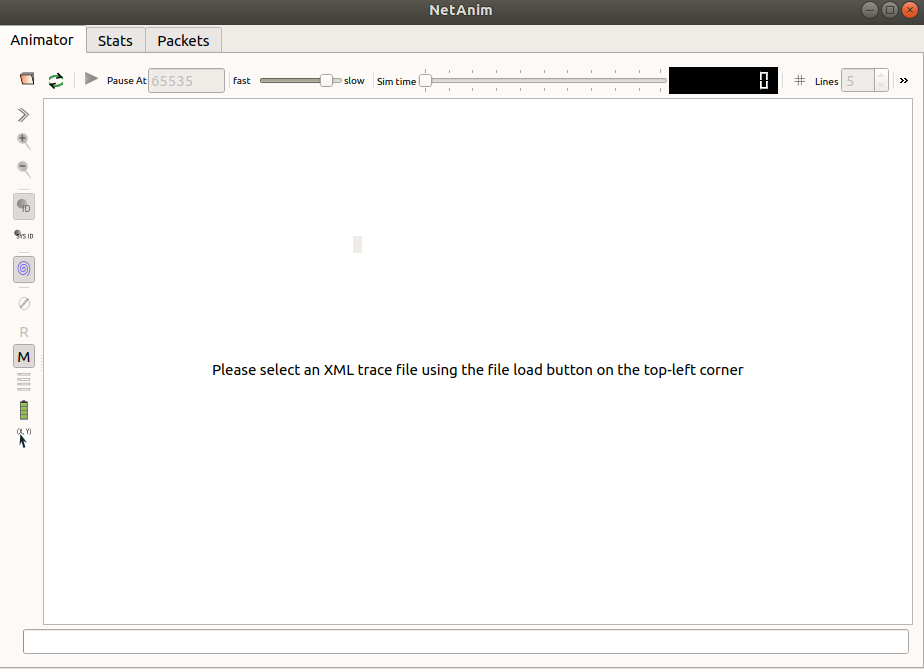 NetAnim
Animator Stats Packets
Pause At 65535 fast slow Sim time 0 Lines 5 »
ID
SYS ID
R
M
Please select an XML trace file using the file load button on the top-left corner
(X, Y)